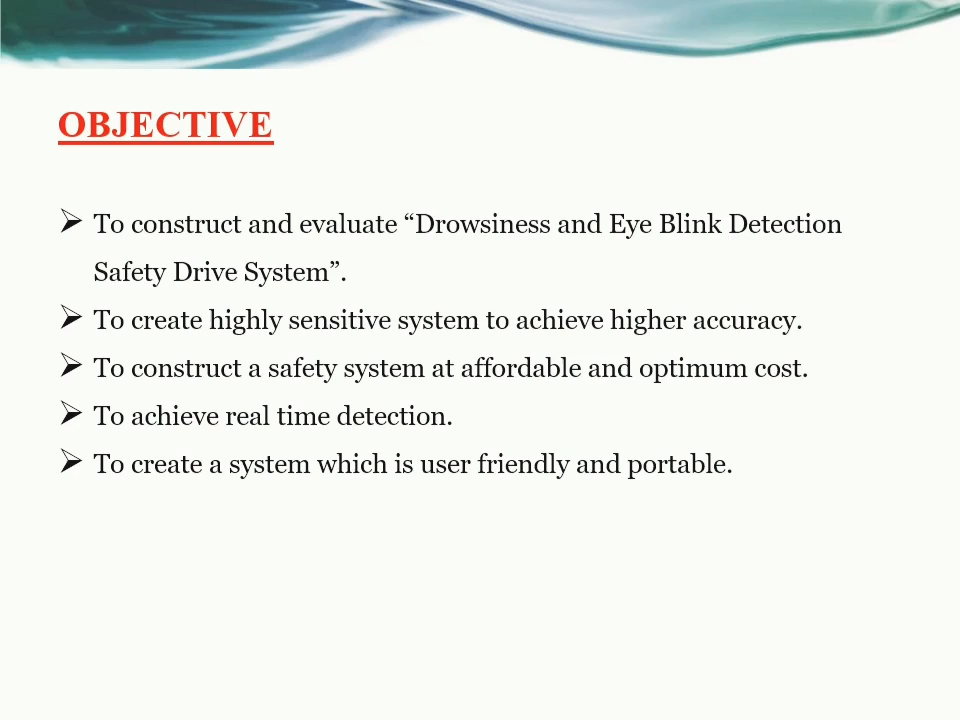 OBJECTIVE
➢ To construct and evaluate “Drowsiness and Eye Blink Detection
Safety Drive System”.
➢ To create highly sensitive system to achieve higher accuracy.
➢ To construct a safety system at affordable and optimum cost.
➢ To achieve real time detection.
➢ To create a system which is user friendly and portable.